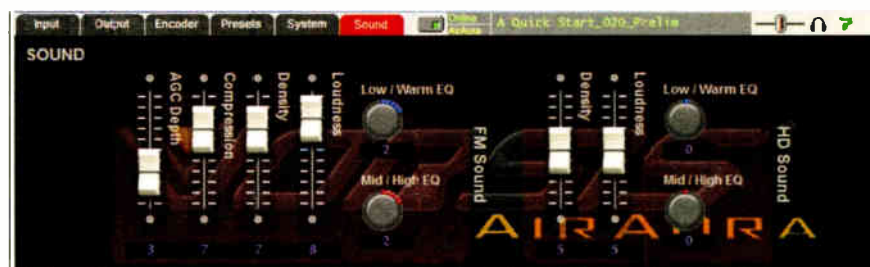 Input Output Encoder Presets System Sound
Online
A Quick Start_020_Prelim
SOUND
AGC Depth
Compression
Density
Loudness
Low / Warm EQ
2
Mid / High EQ
2
FM Sound
3 7 7 8
Density
Loudness
Low / Warm EQ
0
Mid / High EQ
0
HD Sound
5 5
AIRAURA